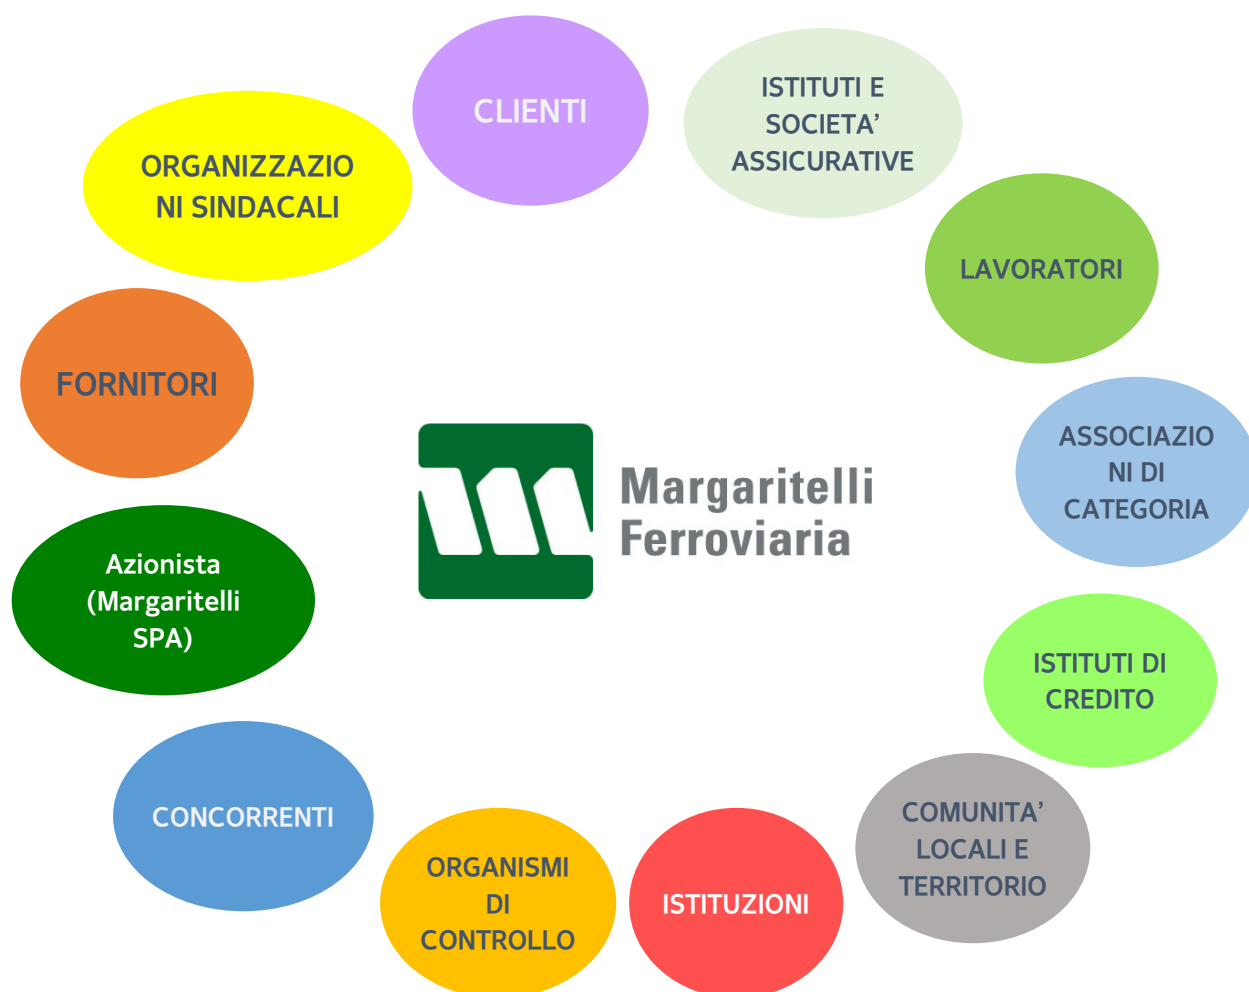 CLIENTI
ISTITUTI E
SOCIETA’
ASSICURATIVE
ORGANIZZAZIO
NI SINDACALI
LAVORATORI
FORNITORI
ASSOCIAZIO
NI DI
CATEGORIA
Margaritelli
Ferroviaria
Azionista
(Margaritelli
SPA)
ISTITUTI DI
CREDITO
CONCORRENTI
COMUNITA’
LOCALI E
TERRITORIO
ORGANISMI
DI
CONTROLLO
ISTITUZIONI